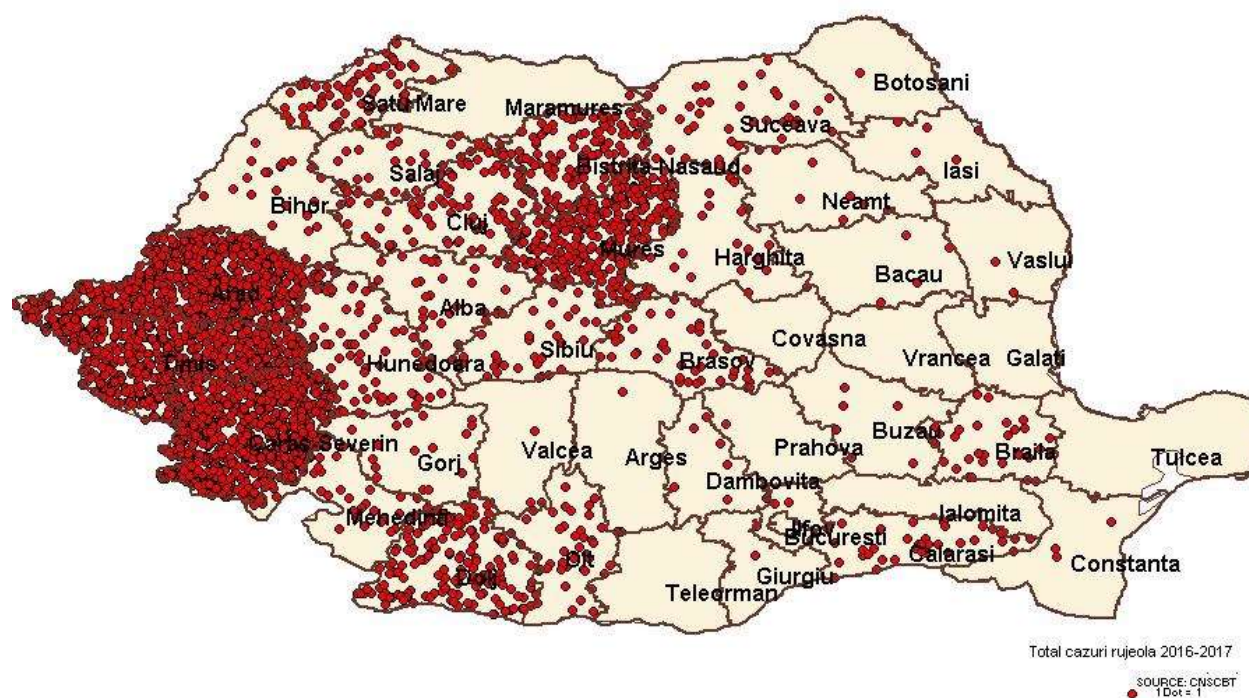 Botosani
Satu Mare
Maramures
Suceava
Bistrita-Nasaud
Iasi
Salaj
Neamt
Bihor
Cluj
Mures
Harghita
Bacau
Vaslui
Arad
Alba
Covasna
Timis
Hunedoara
Sibiu
Brasov
Vrancea
Galati
Caras Severin
Gorj
Valcea
Arges
Prahova
Buzau
Braila
Tulcea
Dambovita
Mehedinti
Ialomita
Ilfov
Bucuresti
Calarasi
Constanta
Dolj
Olt
Teleorman
Giurgiu
Total cazuri rujeola 2016-2017
SOURCE: CNSCBT
1 Dot = 1